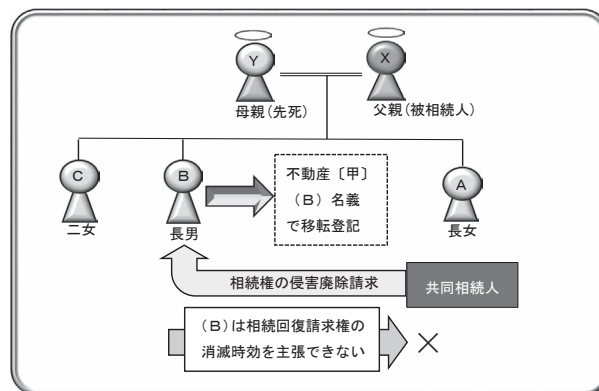 Y
X
母親(先死)
父親(被相続人)
C
B
A
二女
長男
不動産〔甲〕
(B)名義
で移転登記
長女
相続権の侵害廃除請求
共同相続人
(B)は相続回復請求権の
消滅時効を主張できない